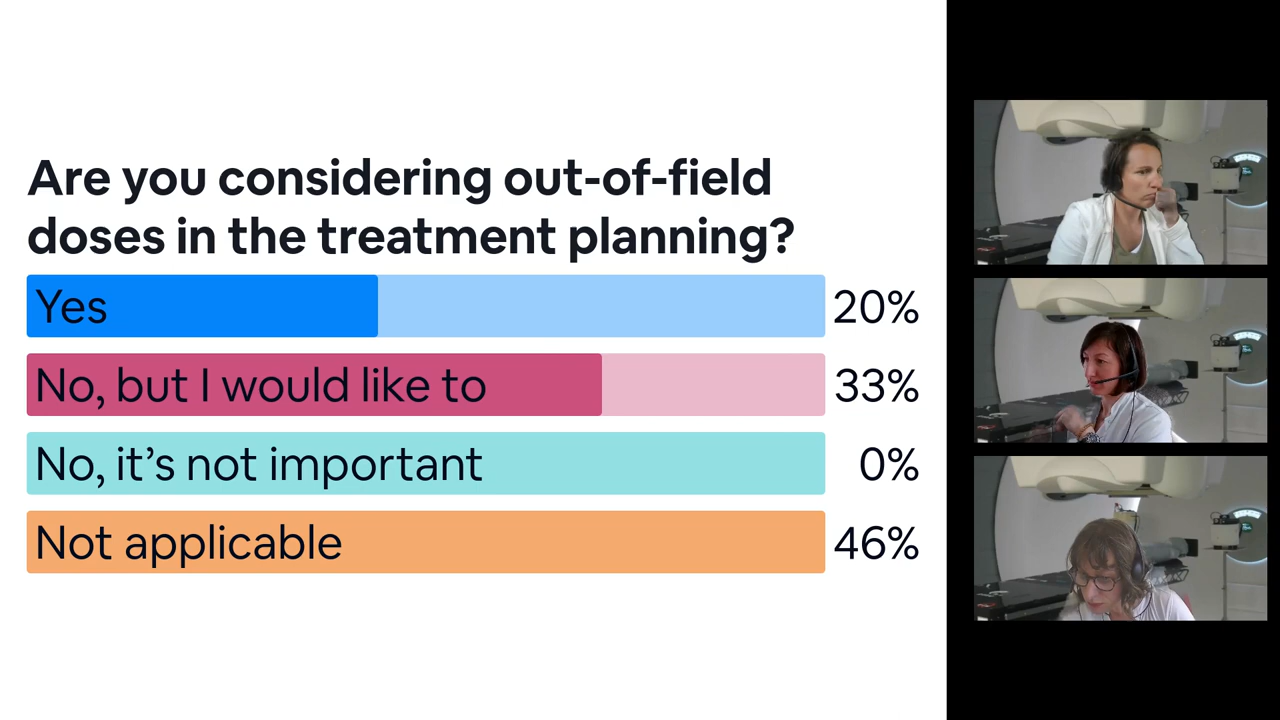 Are you considering out-of-field
doses in the treatment planning?
Yes
20%
No, but I would like to
33%
No, it’s not important
0%
Not applicable
46%